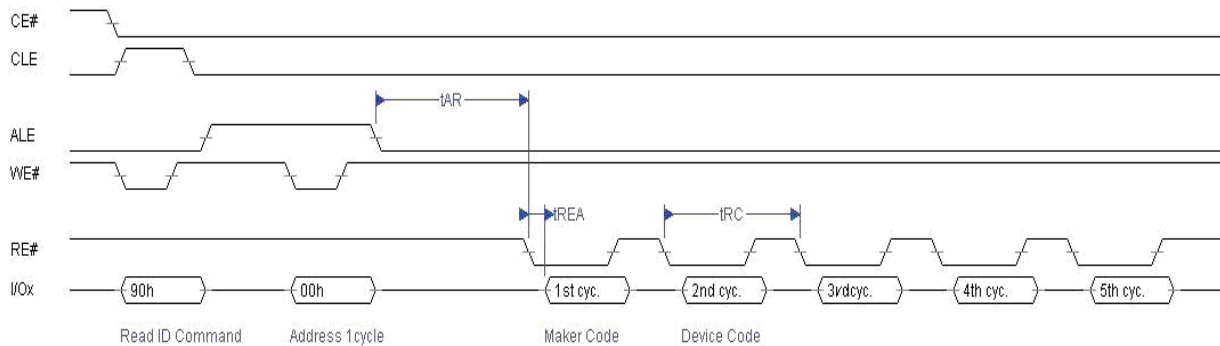 CE#
CLE
tAR
ALE
WE#
tREA
tRC
RE#
I/Ox 90h 00h 1st cyc. 2nd cyc. 3rdcyc. 4th cyc. 5th cyc.
Read ID Command Address 1cycle Maker Code Device Code